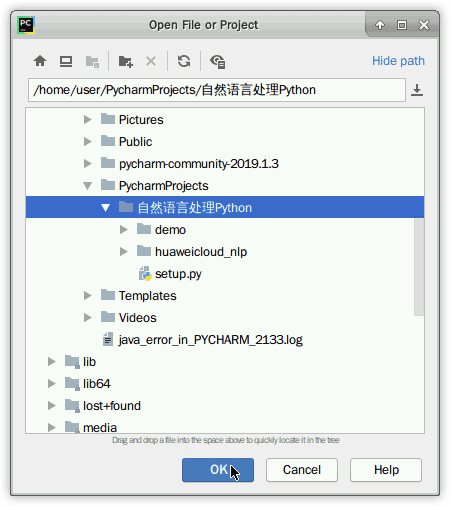 PC
Open File or Project
Hide path
/home/user/PycharmProjects/自然语言处理Python
Pictures
Public
pycharm-community-2019.1.3
PycharmProjects
自然语言处理Python
demo
huaweicloud_nlp
setup.py
Templates
Videos
java_error_in_PYCHARM_2133.log
lib
lib64
lost+found
media
Drag and drop a file into the space above to quickly locate it in the tree
OK Cancel Help